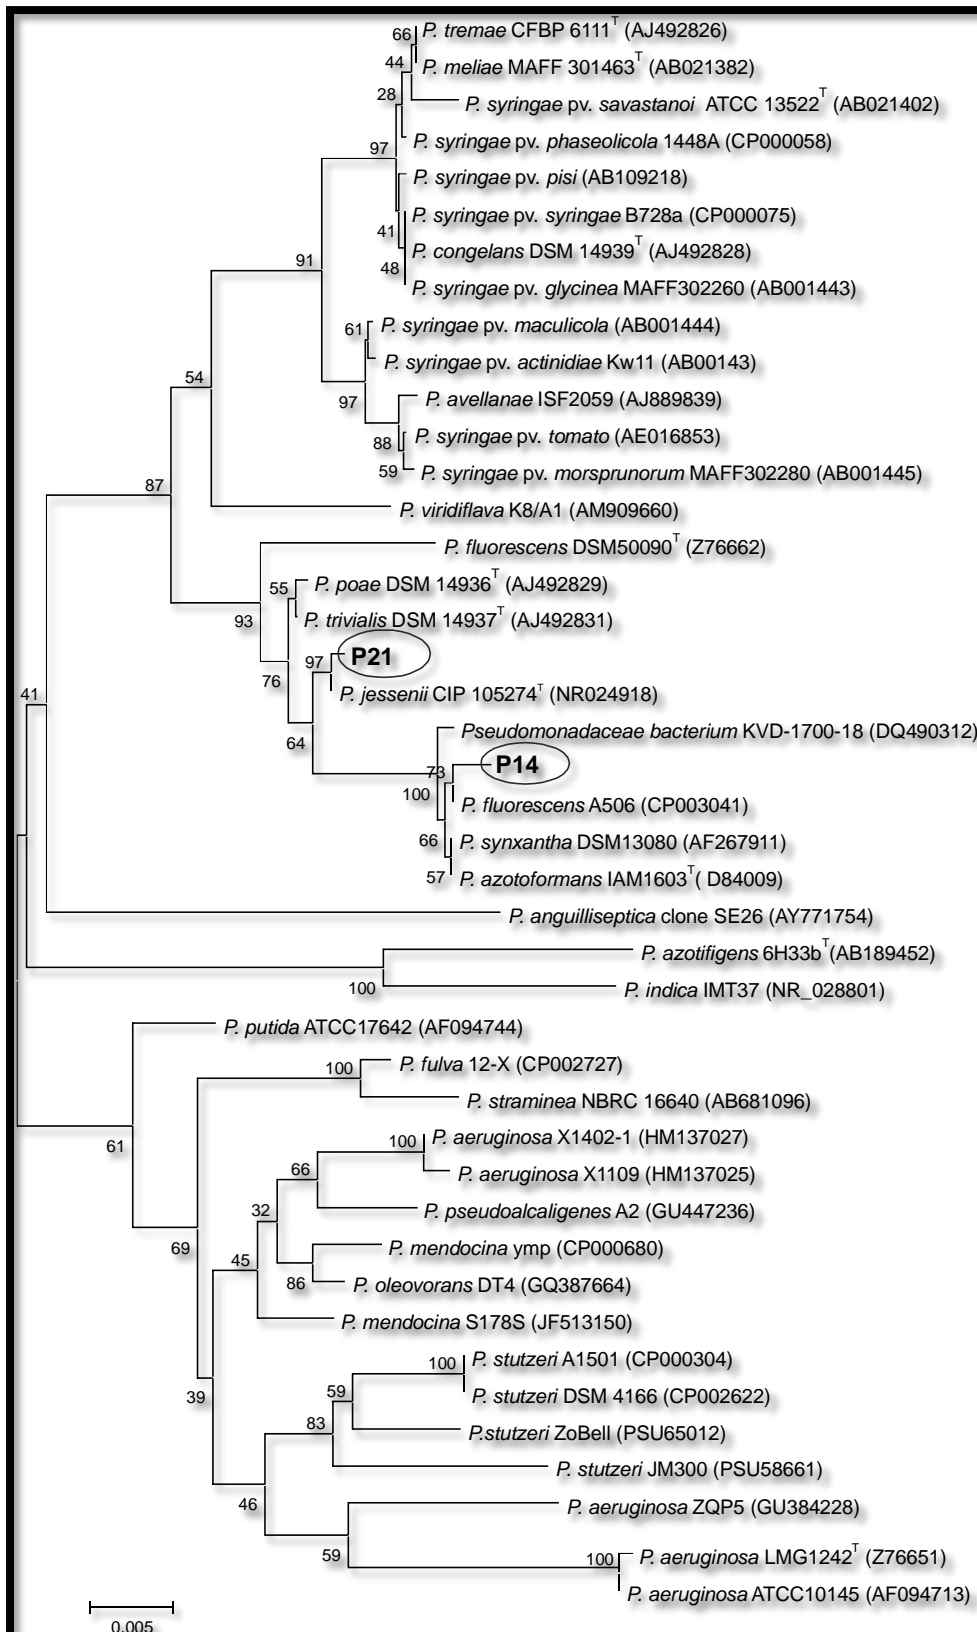 66 P. tremae CFBP 6111T (AJ492826)
44 P. meliae MAFF 301463T (AB021382)
28 P. syringae pv. savastanoi ATCC 13522T (AB021402)
97 P. syringae pv. phaseolicola 1448A (CP000058)
P. syringae pv. pisi (AB109218)
P. syringae pv. syringae B728a (CP000075)
41 P. congelans DSM 14939T (AJ492828)
91 48 P. syringae pv. glycinea MAFF302260 (AB001443)
61 P. syringae pv. maculicola (AB001444)
P. syringae pv. actinidiae Kw11 (AB00143)
54 97 P. avellanae ISF2059 (AJ889839)
88 P. syringae pv. tomato (AE016853)
59 P. syringae pv. morsprunorum MAFF302280 (AB001445)
87 P. viridiflava K8/A1 (AM909660)
P. fluorescens DSM50090T (Z76662)
55 P. poae DSM 14936T (AJ492829)
93 P. trivialis DSM 14937T (AJ492831)
97 P21
76 P. jessenii CIP 105274T (NR024918)
41 64 Pseudomonadaceae bacterium KVD-1700-18 (DQ490312)
73 P14
100 P. fluorescens A506 (CP003041)
66 P. synxantha DSM13080 (AF267911)
57 P. azotoformans IAM1603T( D84009)
P. anguilliseptica clone SE26 (AY771754)
P. azotifigens 6H33bT(AB189452)
100 P. indica IMT37 (NR_028801)
P. putida ATCC17642 (AF094744)
100 P. fulva 12-X (CP002727)
P. straminea NBRC 16640 (AB681096)
61 100 P. aeruginosa X1402-1 (HM137027)
66 P. aeruginosa X1109 (HM137025)
32 P. pseudoalcaligenes A2 (GU447236)
69 45 P. mendocina ymp (CP000680)
86 P. oleovorans DT4 (GQ387664)
P. mendocina S178S (JF513150)
100 P. stutzeri A1501 (CP000304)
39 59 P. stutzeri DSM 4166 (CP002622)
83 P.stutzeri ZoBell (PSU65012)
P. stutzeri JM300 (PSU58661)
46 P. aeruginosa ZQP5 (GU384228)
59 100 P. aeruginosa LMG1242T (Z76651)
P. aeruginosa ATCC10145 (AF094713)
0.005